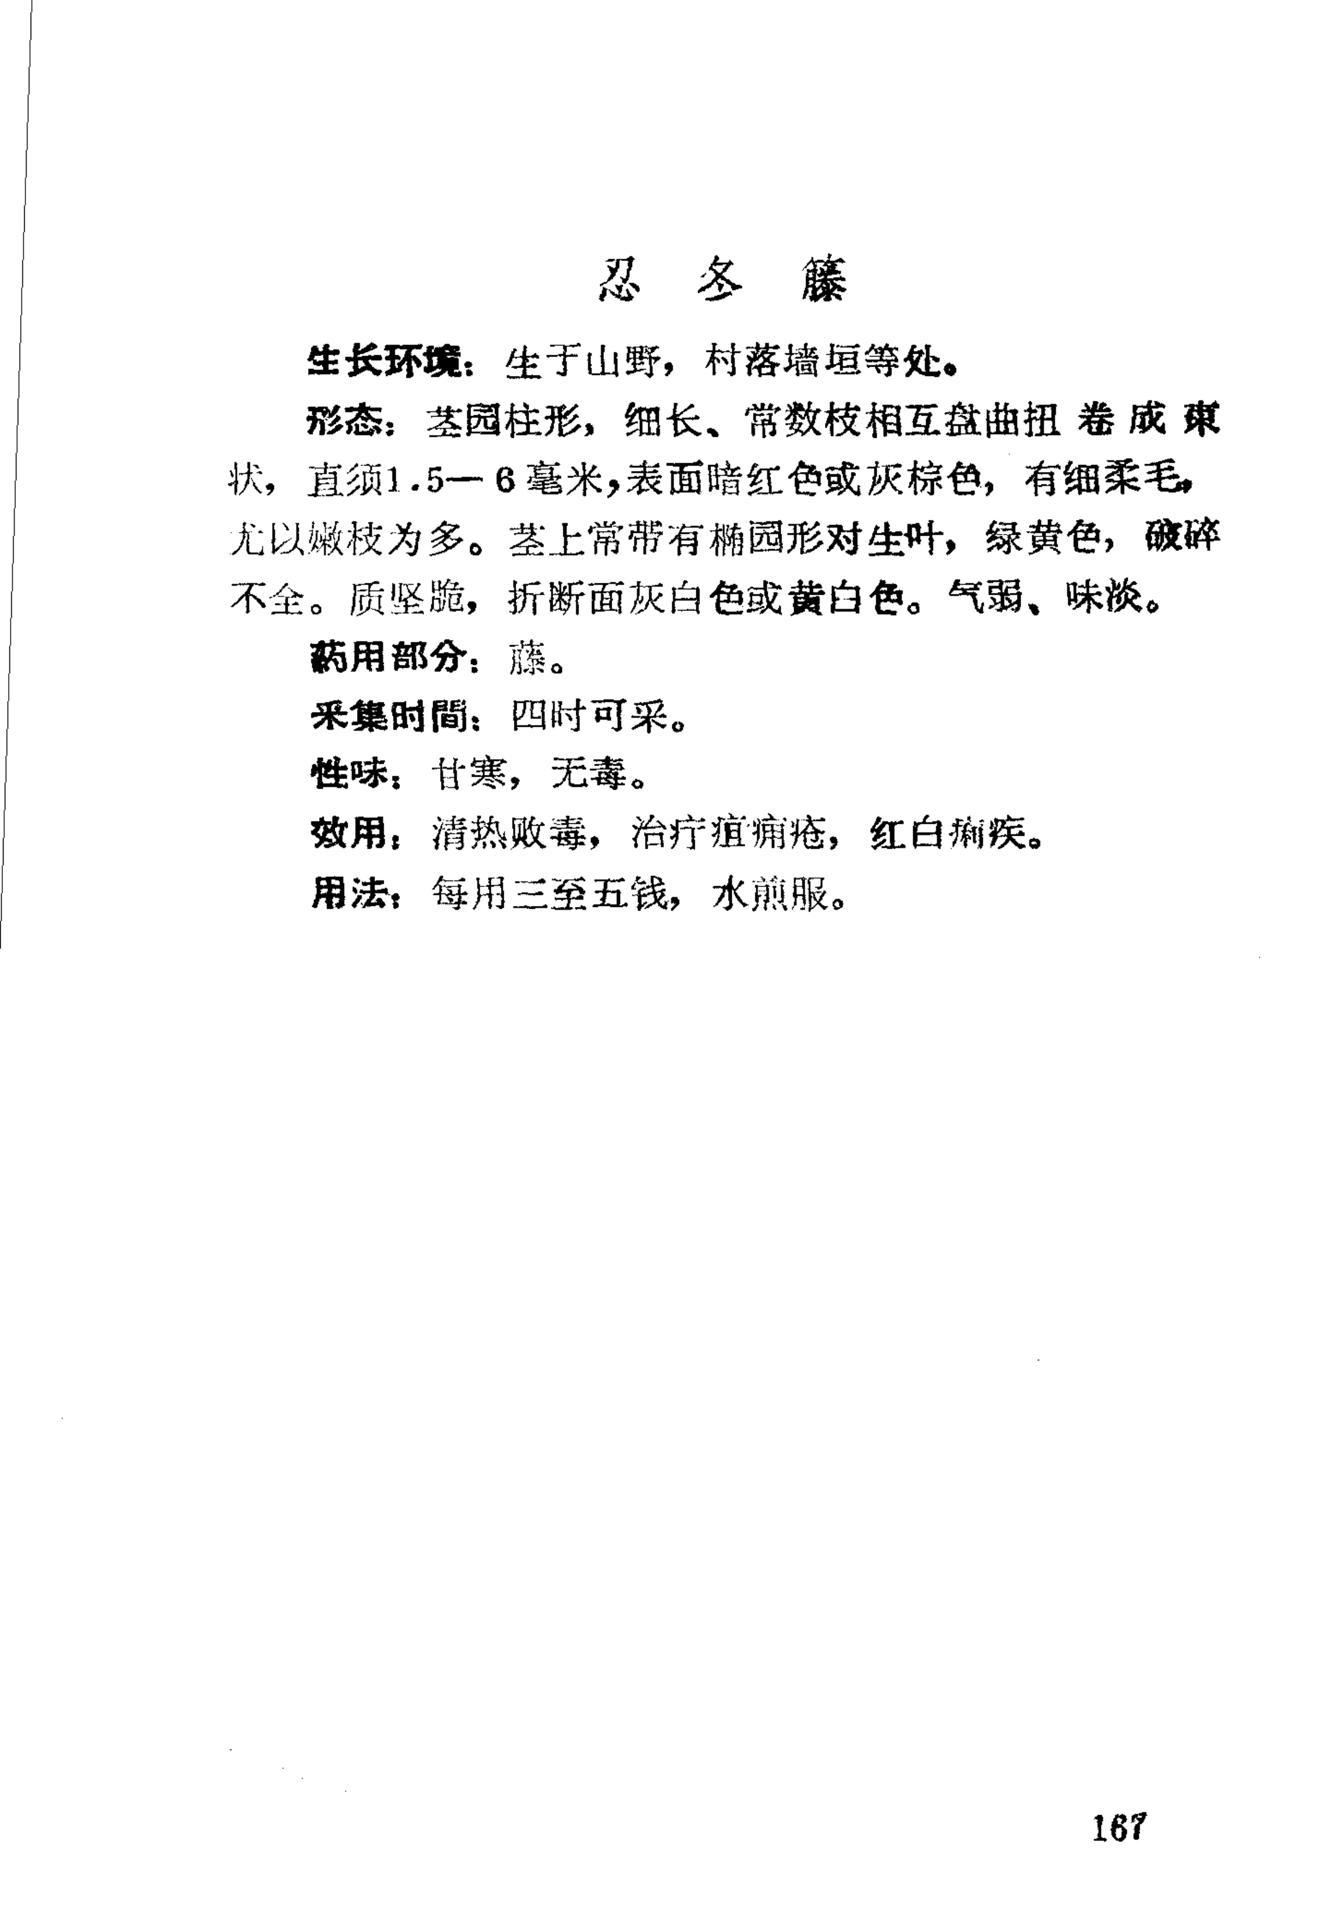 忍冬籐
生长环境：生于山野，村落墙垣等处。
形态：茎园柱形，细长、常数枝相互盘曲扭卷成束
状，直须1.5—6毫米，表面暗红色或灰棕色，有细柔毛，
尤以嫩枝为多。茎上常带有椭园形对生叶，绿黄色，破碎
不全。质坚脆，折断面灰白色或黄白色。气弱、味淡。
药用部分：藤。
采集时間：四时可采。
性味：甘寒，无毒。
效用：清热败毒，治疗疽痈疮，红白痢疾。
用法：每用三至五钱，水煎服。
167